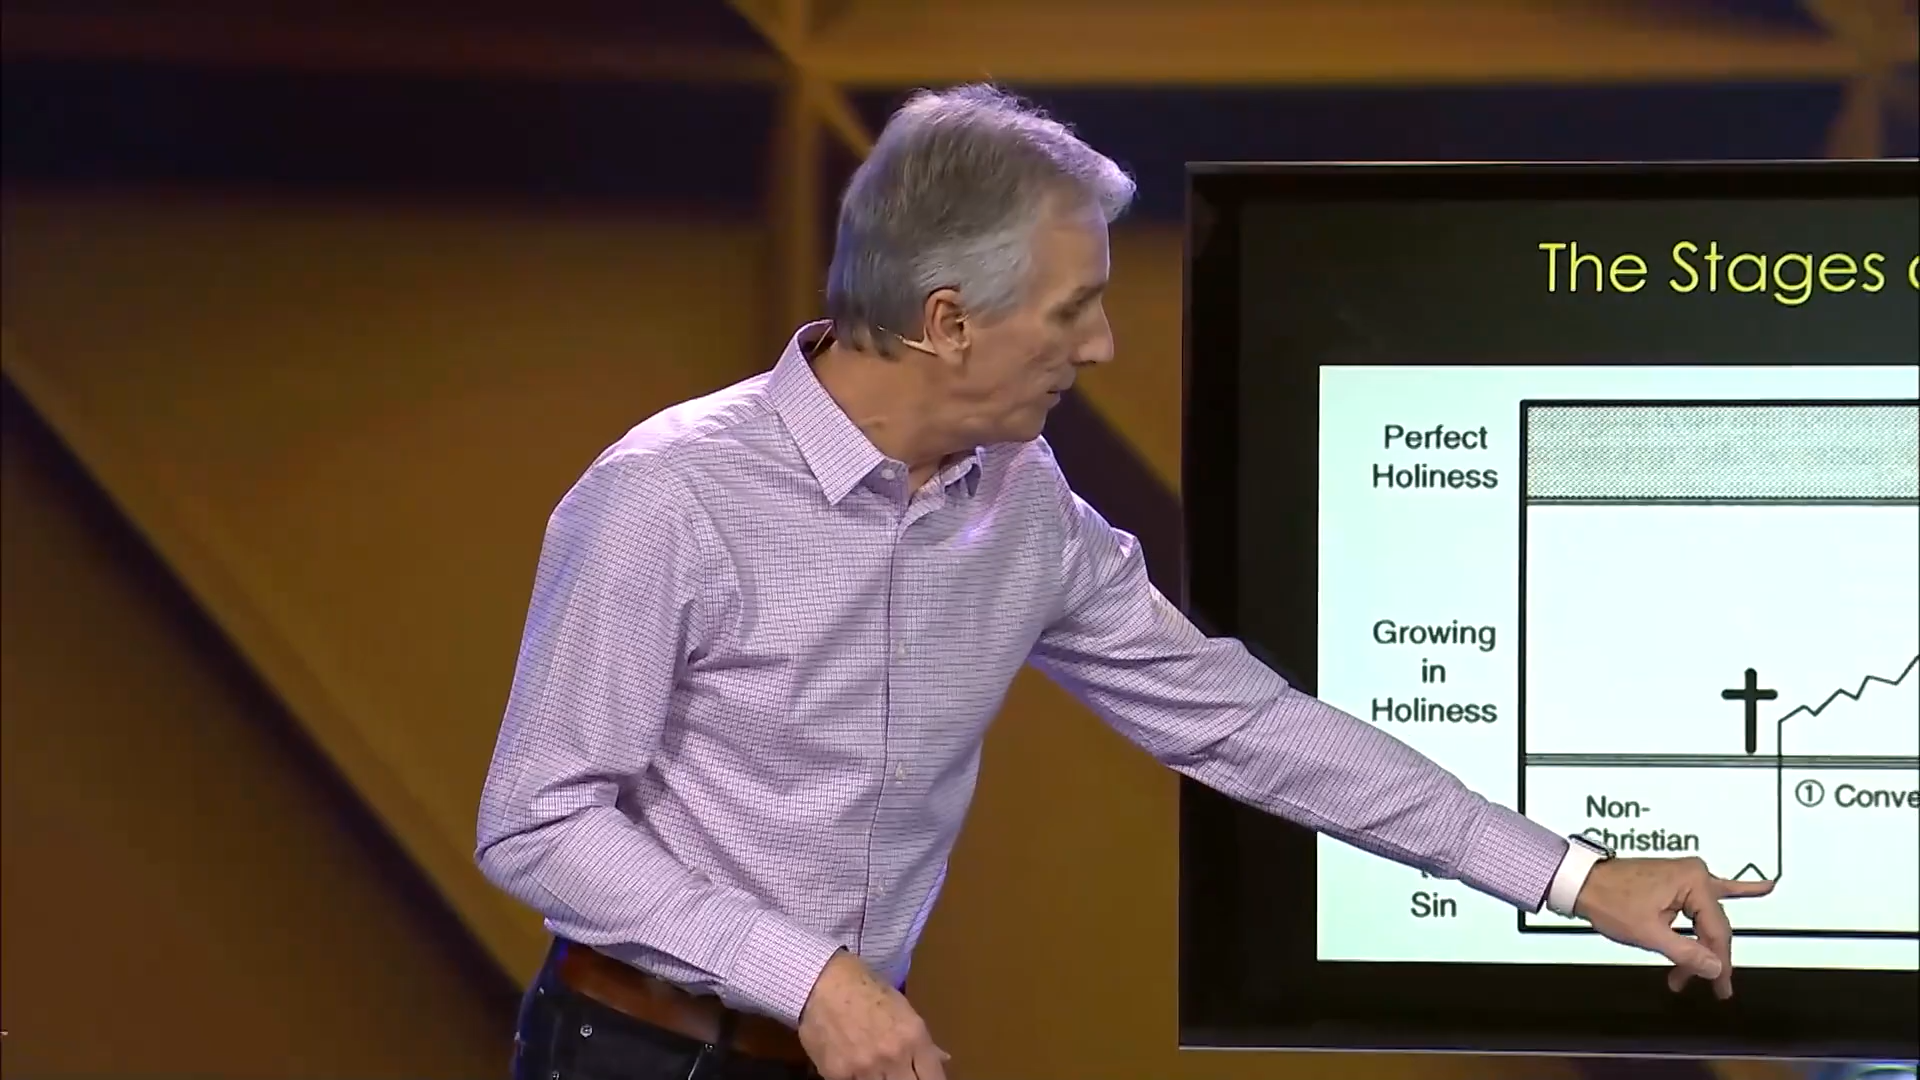 The Stages
Perfect
Holiness
Growing
in
Holiness
Non-
Christian
Sin
① Conve